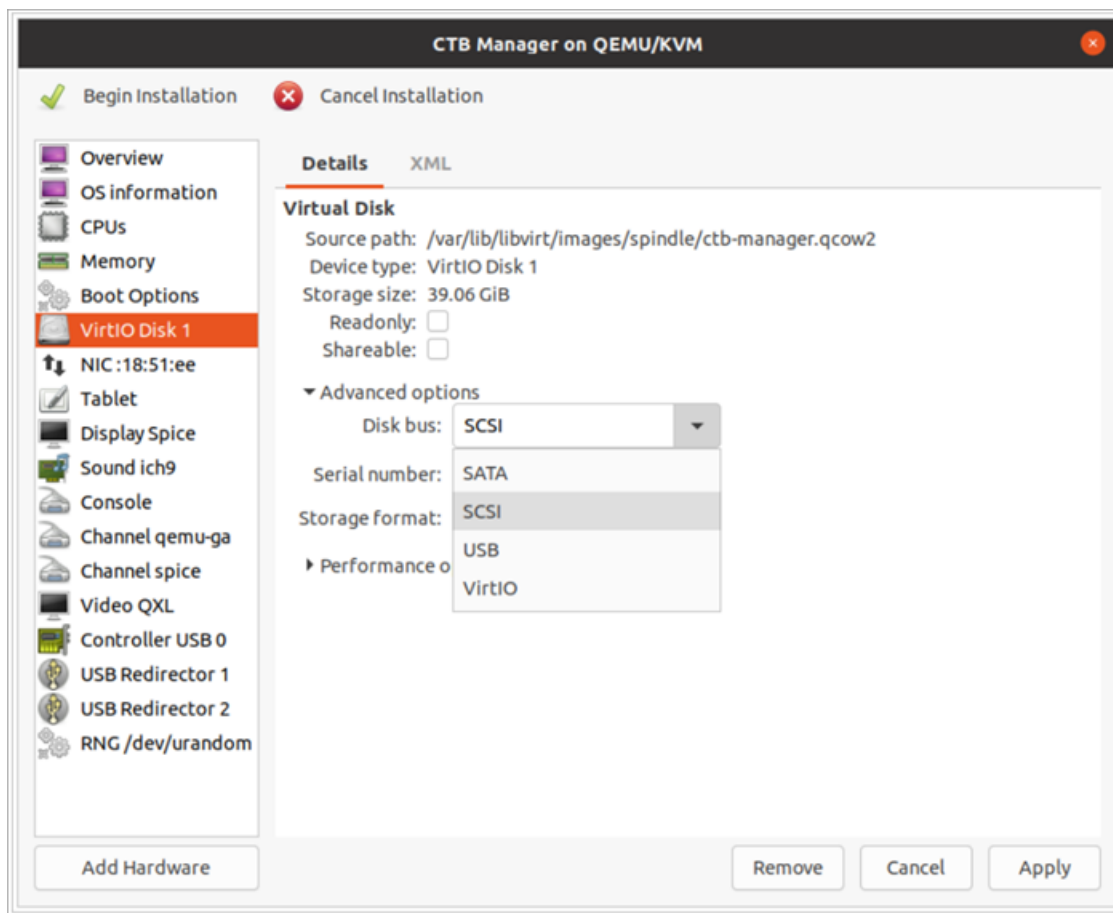 CTB Manager on QEMU/KVM
Begin Installation
Cancel Installation
Overview
OS information
CPUs
Memory
Boot Options
VirtIO Disk 1
NIC :18:51:ee
Tablet
Display Spice
Sound ich9
Console
Channel qemu-ga
Channel spice
Video QXL
Controller USB 0
USB Redirector 1
USB Redirector 2
RNG /dev/urandom
Add Hardware
Details
XML
Virtual Disk
Source path: /var/lib/libvirt/images/spindle/ctb-manager.qcow2
Device type: VirtIO Disk 1
Storage size: 39.06 GiB
Readonly:
Shareable:
Advanced options
Disk bus: SCSI
Serial number:
Storage format:
Performance o
SATA
SCSI
USB
VirtIO
Remove
Cancel
Apply